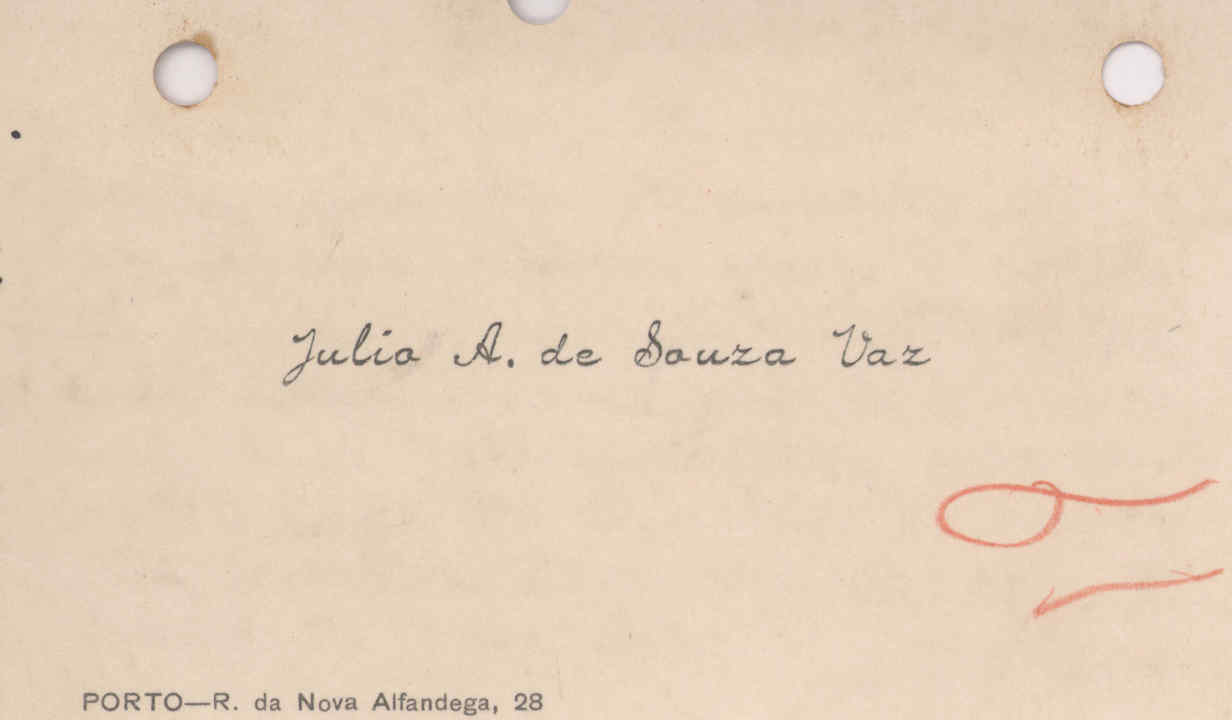 Julio A. de Souza Vaz
PORTO—R. da Nova Alfandega, 28